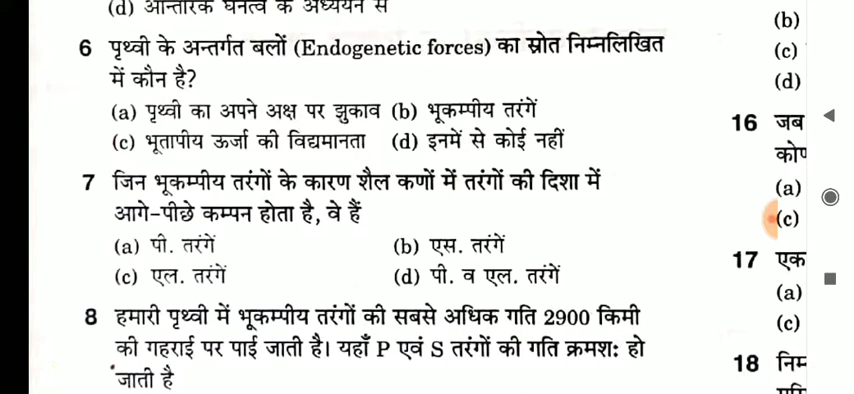 (d) आन्तरिक घनत्व के अध्ययन से
6 पृथ्वी के अन्तर्गत बलों (Endogenetic forces) का स्रोत निम्नलिखित
में कौन है?
(a) पृथ्वी का अपने अक्ष पर झुकाव (b) भूकम्पीय तरंगें
(c) भूतापीय ऊर्जा की विद्यमानता (d) इनमें से कोई नहीं
7 जिन भूकम्पीय तरंगों के कारण शैल कणों में तरंगों की दिशा में
आगे-पीछे कम्पन होता है, वे हैं
(a) पी. तरंगें (b) एस. तरंगें
(c) एल. तरंगें (d) पी. व एल. तरंगें
8 हमारी पृथ्वी में भूकम्पीय तरंगों की सबसे अधिक गति 2900 किमी
की गहराई पर पाई जाती है। यहाँ P एवं S तरंगों की गति क्रमशः हो
जाती है
(b)
(c)
(d)
16 जब
कोण
(a)
(c)
17 एक
(a)
(c)
18